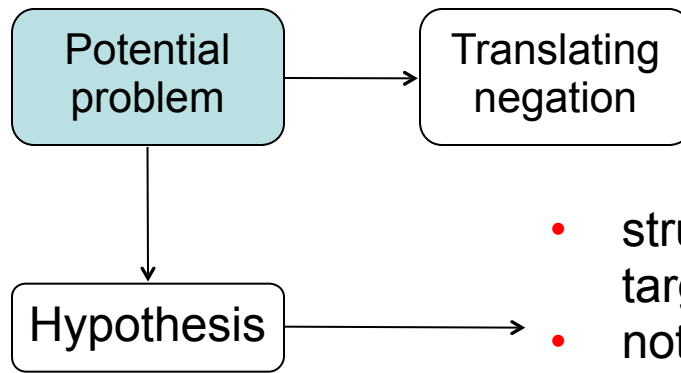 Potential
problem
Translating
negation
Hypothesis